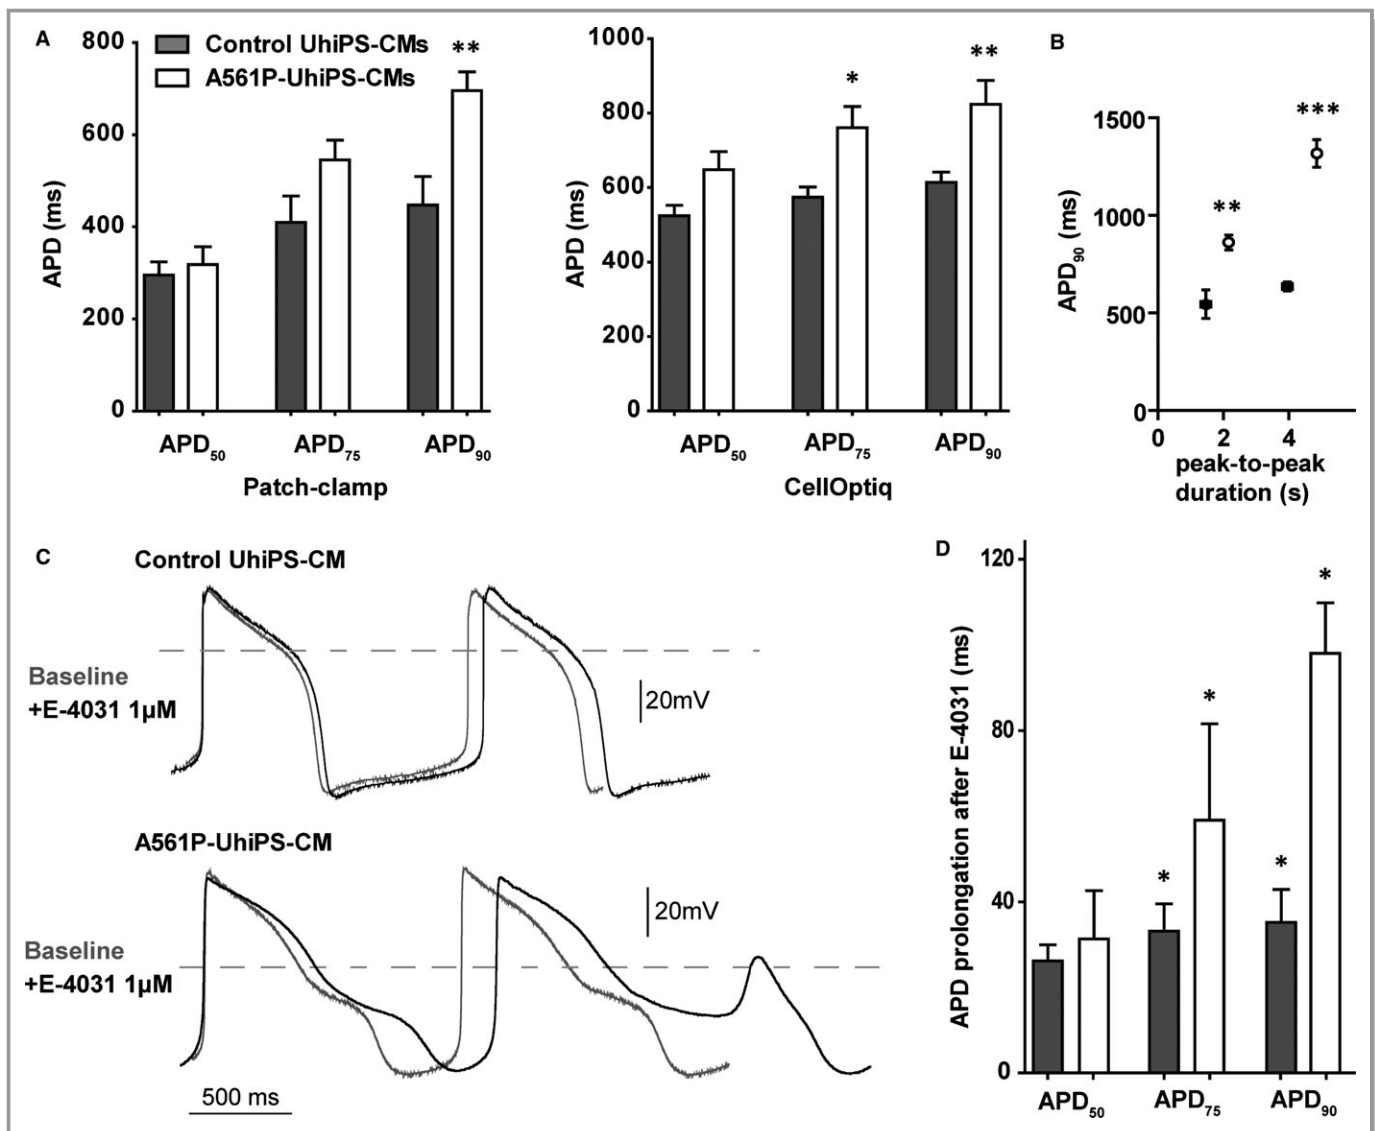 A
800
600
400
200
0
APD (ms)
Control UhiPS-CMs
A561P-UhiPS-CMs
**
APD50
APD75
APD90
Patch-clamp
1000
800
600
400
200
0
APD (ms)
*
**
APD50
APD75
APD90
CellOptiq
B
1500
1000
500
0
APD90 (ms)
**
***
0 2 4
peak-to-peak
duration (s)
C
Control UhiPS-CM
Baseline
+E-4031 1µM
20mV
A561P-UhiPS-CM
Baseline
+E-4031 1µM
20mV
500 ms
D
120
80
40
0
APD prolongation after E-4031 (ms)
*
*
*
*
APD50
APD75
APD90